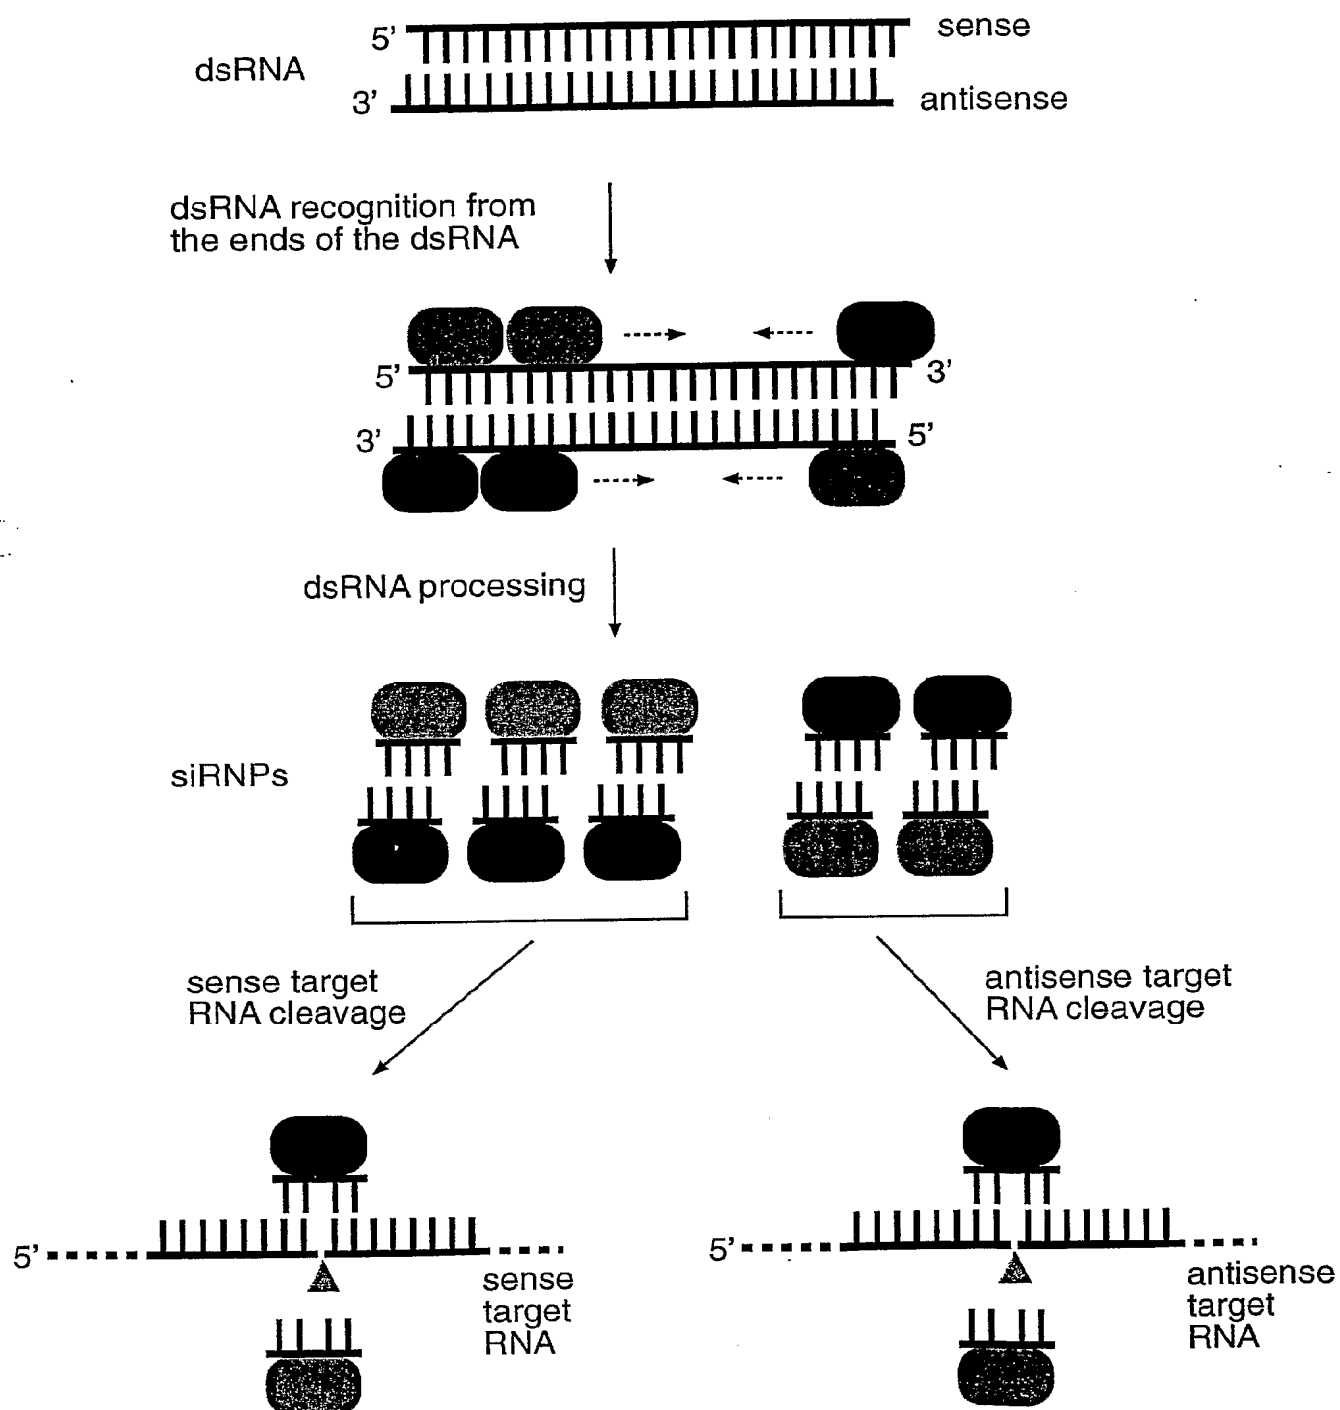 5’
sense
dsRNA
3’
antisense
dsRNA recognition from
the ends of the dsRNA
5’
3’
3’
5’
dsRNA processing
siRNPs
sense target
RNA cleavage
antisense target
RNA cleavage
5’
sense
target
RNA
5’
antisense
target
RNA